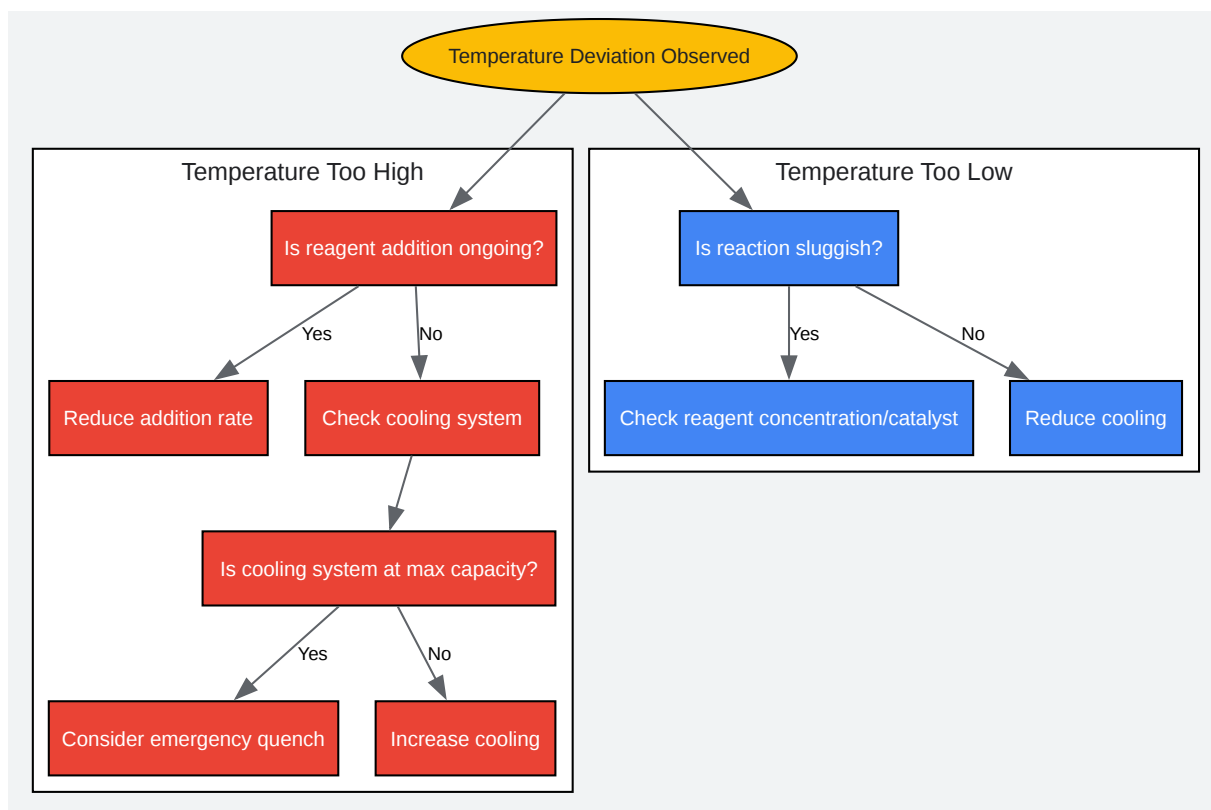 Temperature Deviation Observed
Temperature Too High
Is reagent addition ongoing?
Yes
No
Reduce addition rate
Check cooling system
Is cooling system at max capacity?
Yes
No
Consider emergency quench
Increase cooling
Temperature Too Low
Is reaction sluggish?
Yes
No
Check reagent concentration/catalyst
Reduce cooling